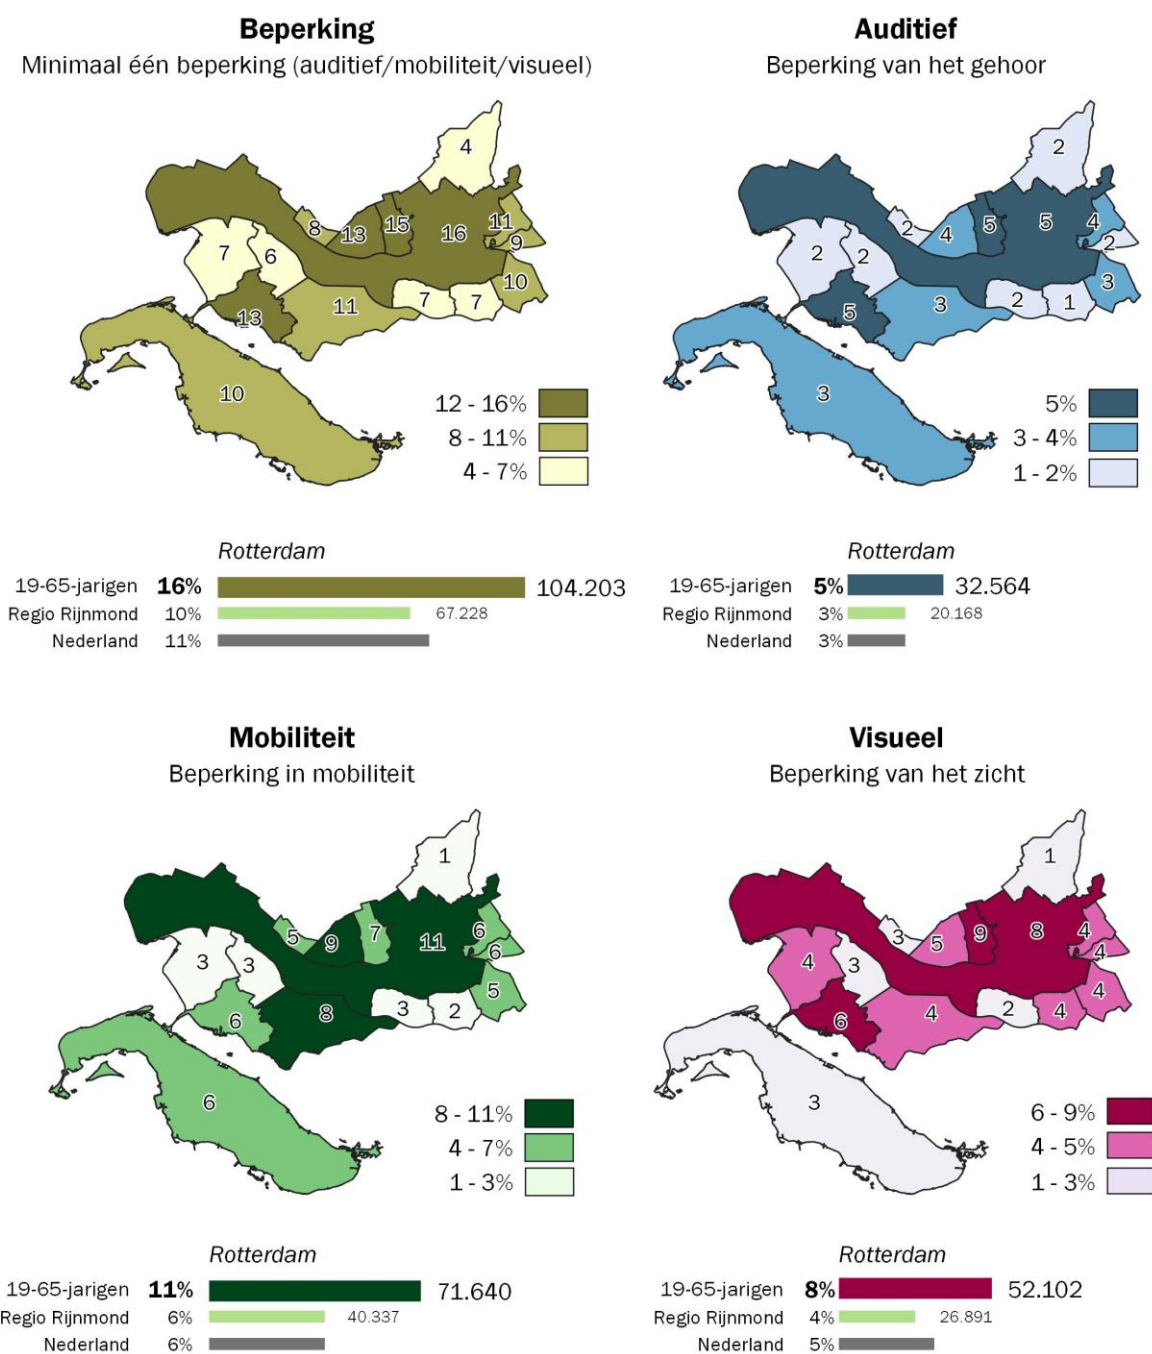 Beperking
Minimaal één beperking (auditief/mobiliteit/visueel)
4
8
13
15
16
11
9
7
6
10
11
7
7
13
10
12 - 16%
8 - 11%
4 - 7%
Rotterdam
19-65-jarigen 16% 104.203
Regio Rijnmond 10% 67.228
Nederland 11%
Auditief
Beperking van het gehoor
2
2
4
5
5
4
2
2
2
3
3
2
1
5
3
5%
3 - 4%
1 - 2%
Rotterdam
19-65-jarigen 5% 32.564
Regio Rijnmond 3% 20.168
Nederland 3%
Mobiliteit
Beperking in mobiliteit
1
5
9
7
11
6
6
3
3
5
8
3
2
6
6
8 - 11%
4 - 7%
1 - 3%
Rotterdam
19-65-jarigen 11% 71.640
Regio Rijnmond 6% 40.337
Nederland 6%
Visueel
Beperking van het zicht
1
3
5
9
8
4
4
4
3
4
4
2
4
6
3
6 - 9%
4 - 5%
1 - 3%
Rotterdam
19-65-jarigen 8% 52.102
Regio Rijnmond 4% 26.891
Nederland 5%